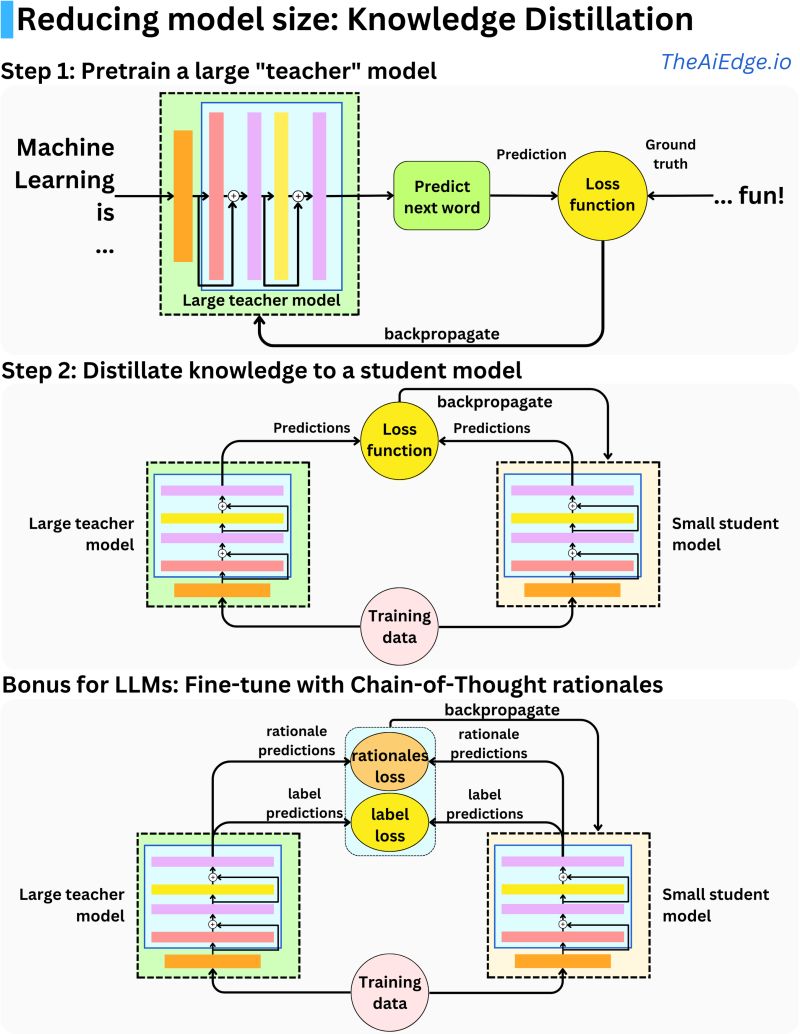 Reducing model size: Knowledge Distillation
TheAiEdge.io
Step 1: Pretrain a large "teacher" model
Machine
Learning
is
...
Large teacher model
Predict
next word
Prediction
Loss
function
Ground
truth
... fun!
backpropagate
Step 2: Distillate knowledge to a student model
backpropagate
Predictions
Loss
function
Predictions
Large teacher
model
Small student
model
Training
data
Bonus for LLMs: Fine-tune with Chain-of-Thought rationales
backpropagate
rationale
predictions
rationales
loss
rationale
predictions
label
predictions
label
loss
label
predictions
Large teacher
model
Small student
model
Training
data